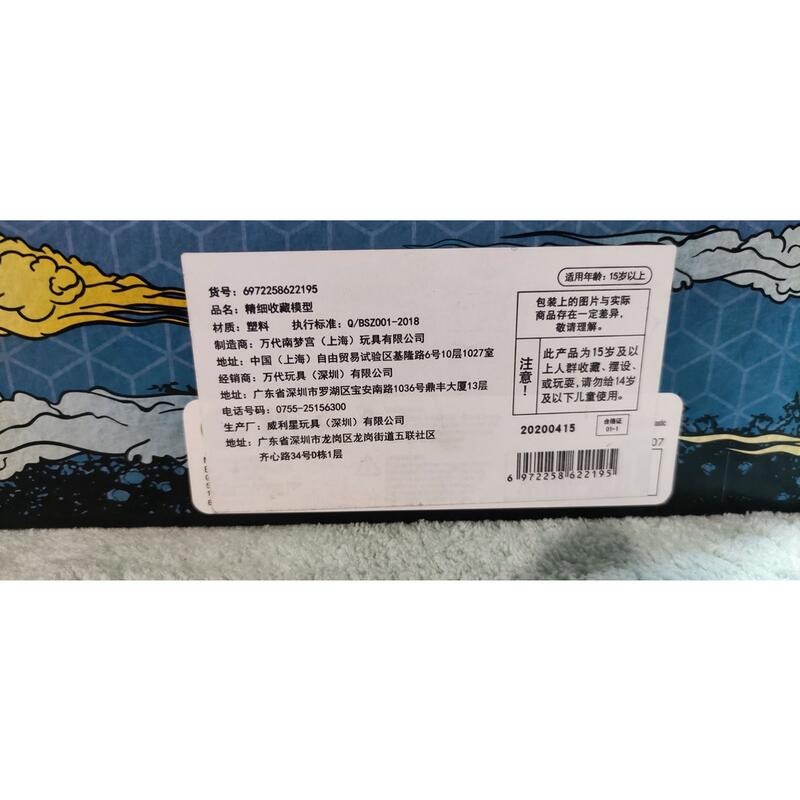 货号：6972258622195
品名：精细收藏模型
材质：塑料 执行标准：Q/BSZ001-2018
制造商：万代南梦宫（上海）玩具有限公司
地址：中国（上海）自由贸易试验区基隆路6号10层1027室
经销商：万代玩具（深圳）有限公司
地址：广东省深圳市罗湖区宝安南路1036号鼎丰大厦13层
电话号码：0755-25156300
生产厂：威利星玩具（深圳）有限公司
地址：广东省深圳市龙岗区龙岗街道五联社区
齐心路34号D栋1层
适用年龄：15岁以上
包装上的图片与实际
商品存在一定差异，
敬请理解。
注意！
此产品为15岁及以
上人群收藏、摆设、
或玩耍，请勿给14岁
及以下儿童使用。
20200415
合格证
01-1
6 972258 622195
07